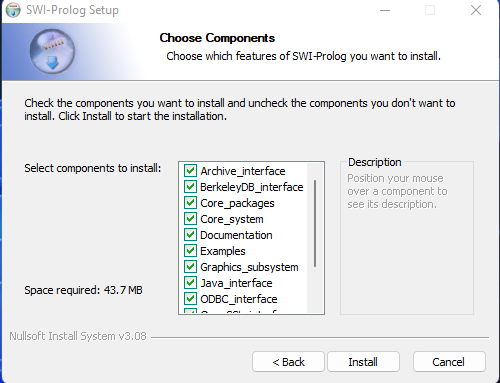 SWI-Prolog Setup
Choose Components
Choose which features of SWI-Prolog you want to install.
Check the components you want to install and uncheck the components you don't want to
install. Click Install to start the installation.
Select components to install:
Archive_interface
BerkeleyDB_interface
Core_packages
Core_system
Documentation
Examples
Graphics_subsystem
Java_interface
ODBC_interface
Description
Position your mouse
over a component to
see its description.
Space required: 43.7 MB
Nullsoft Install System v3.08
< Back
Install
Cancel